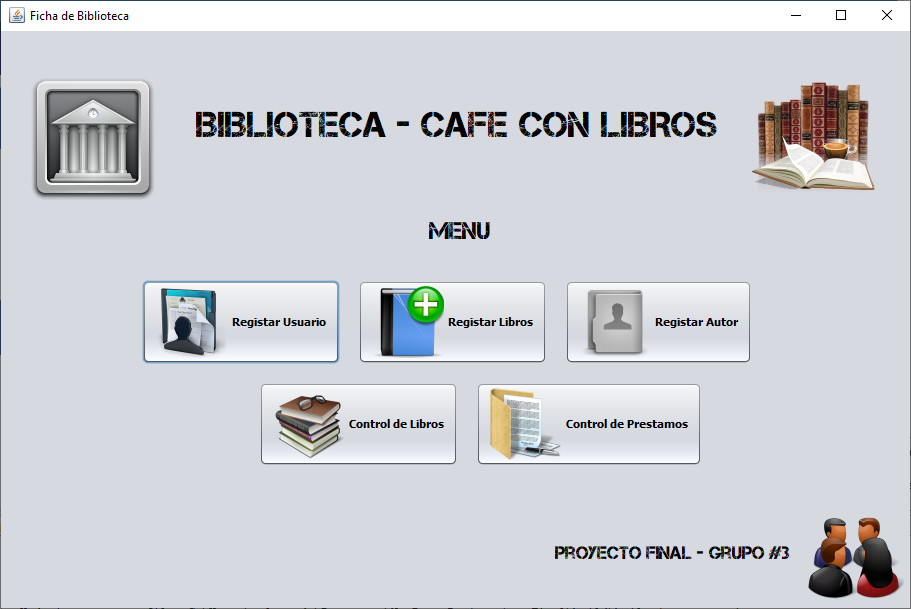 Ficha de Biblioteca
BIBLIOTECA - CAFE CON LIBROS
MENU
Registar Usuario
Registar Libros
Registar Autor
Control de Libros
Control de Prestamos
PROYECTO FINAL - GRUPO #3